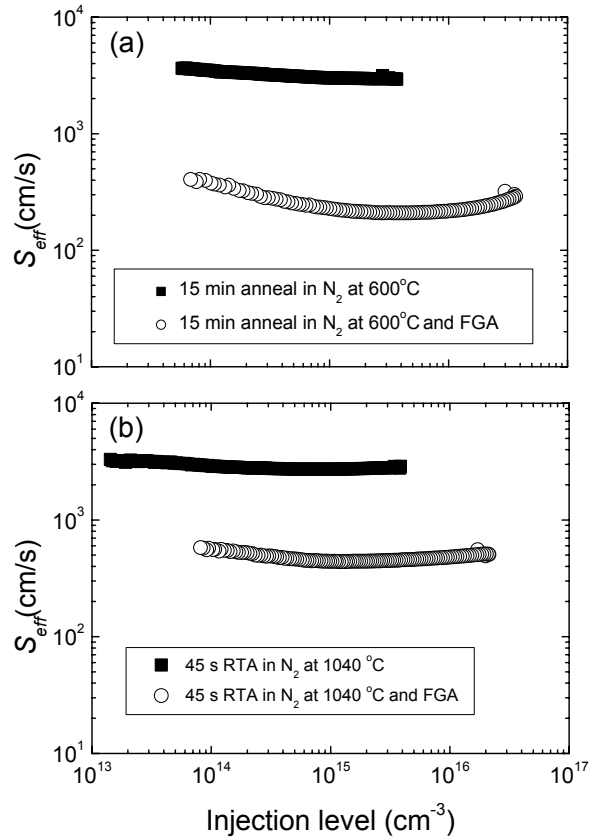 (a)
10^4
10^3
10^2
10^1
S_eff(cm/s)
15 min anneal in N_2 at 600°C
15 min anneal in N_2 at 600°C and FGA
(b)
10^4
10^3
10^2
10^1
S_eff(cm/s)
45 s RTA in N_2 at 1040 °C
45 s RTA in N_2 at 1040 °C and FGA
10^13 10^14 10^15 10^16 10^17
Injection level (cm^-3)